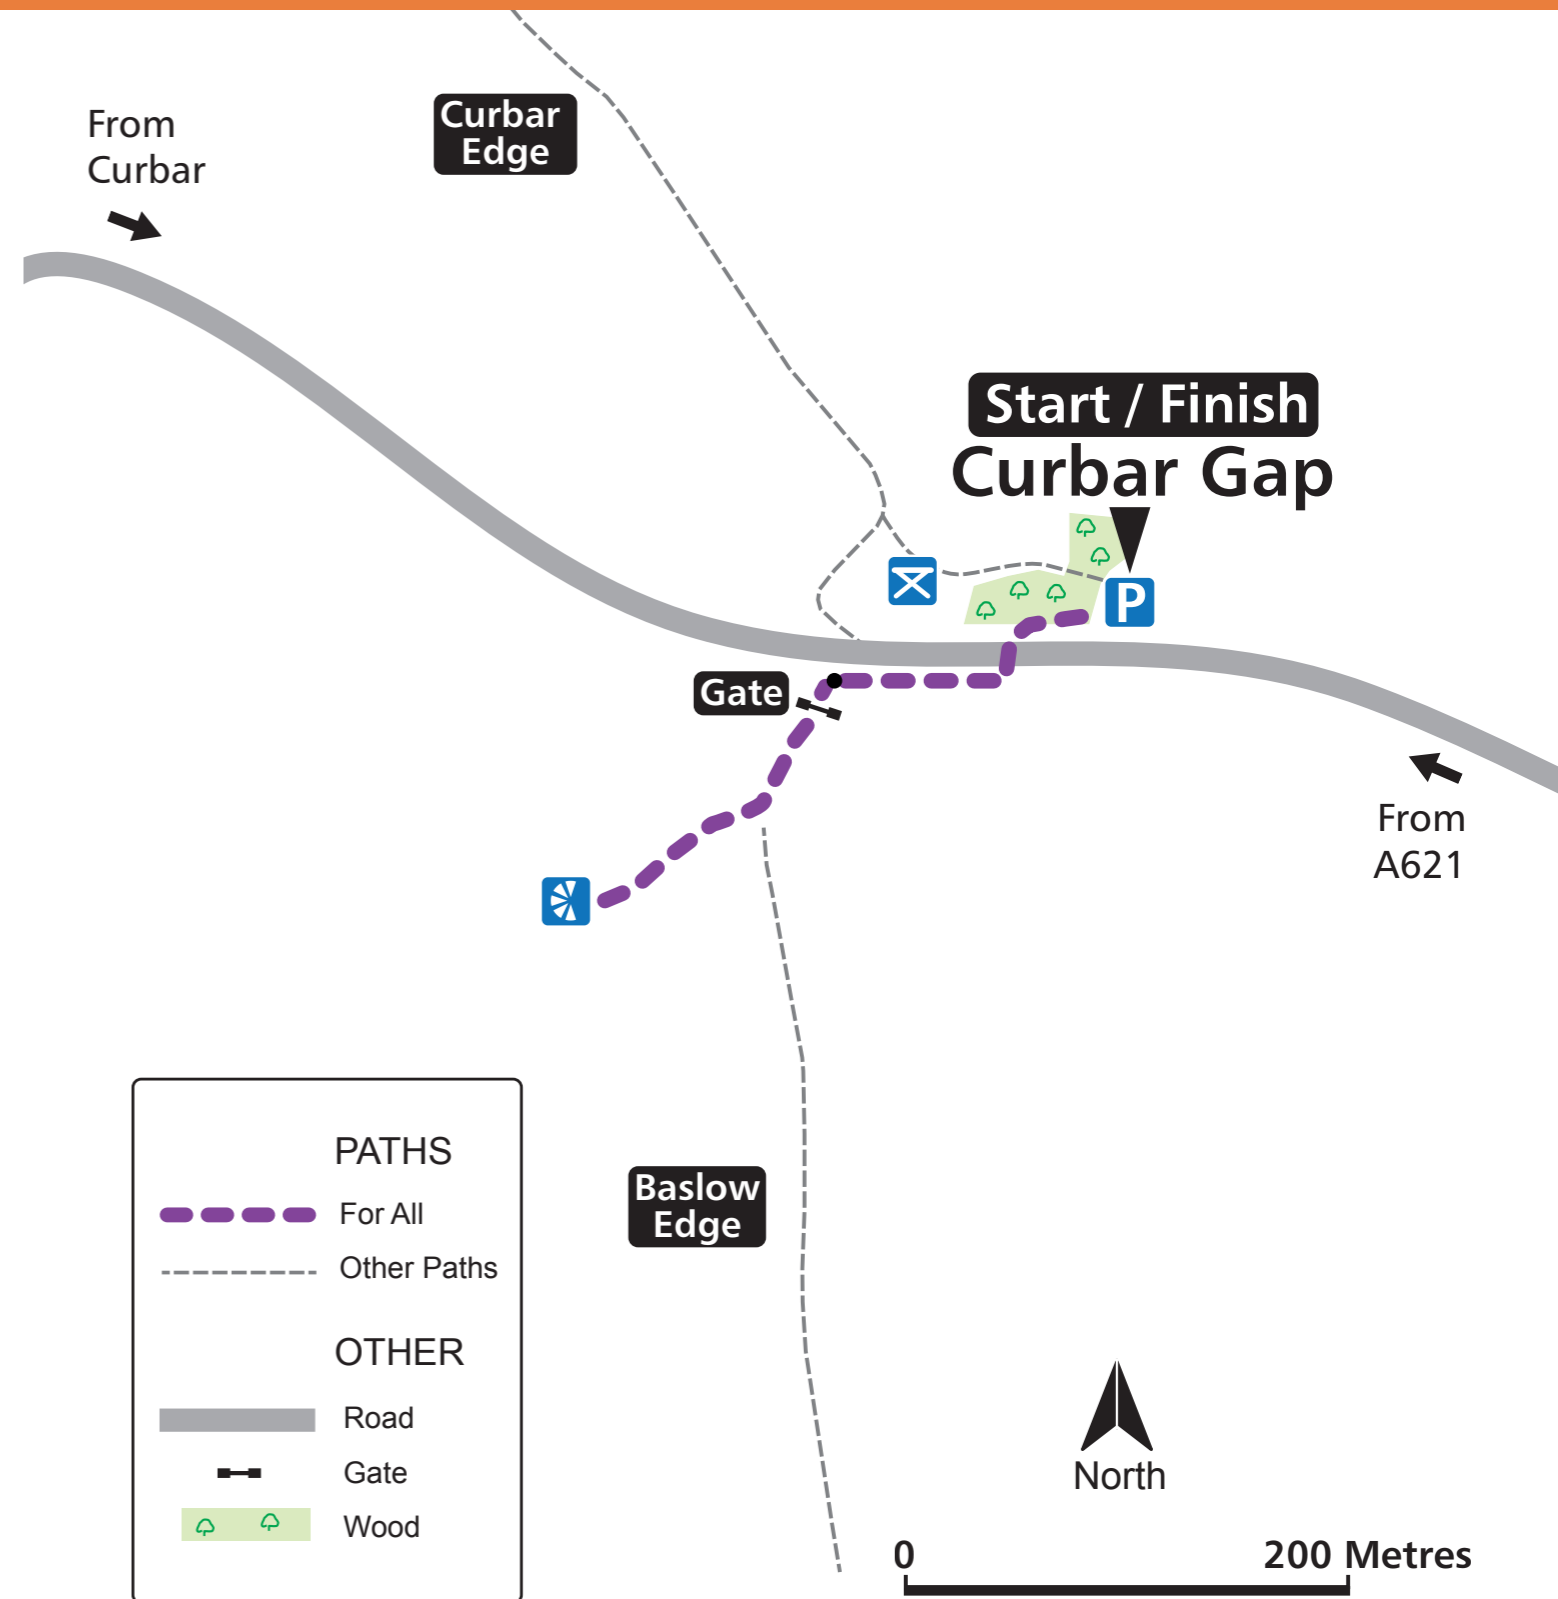 From
Curbar
Curbar
Edge
Start / Finish
Curbar Gap
P
Gate
From
A621
Baslow
Edge
PATHS
For All
Other Paths
OTHER
Road
Gate
Wood
North
0 200 Metres